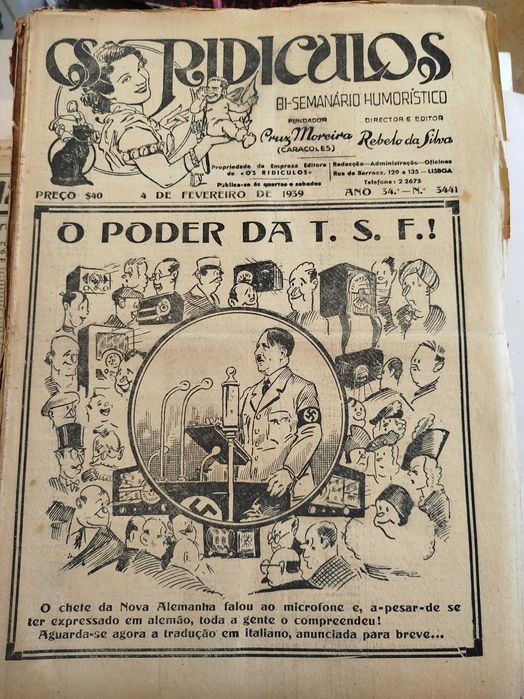 OS RIDICULOS
BI-SEMANÁRIO HUMORÍSTICO
FUNDADOR
Cruz Moreira
(CARACOLES)
DIRECTOR E EDITOR
Rebelo da Silva
Propriedade da Empreza Editora
de «OS RIDICULOS»
Publica-se ás quartos e sabados
Redacção—Administração—Oficinas
Rua da Barroca, 129 a 135 — LISBOA
Telefone: 2 2675
PREÇO $40
4 DE FEVEREIRO DE 1939
ANO 34.º—N.º 3441
O PODER DA T. S. F.!
O chefe da Nova Alemanha falou ao microfone e, a-pesar-de se
ter expressado em alemão, toda a gente o compreendeu!
Aguarda-se agora a tradução em italiano, anunciada para breve...